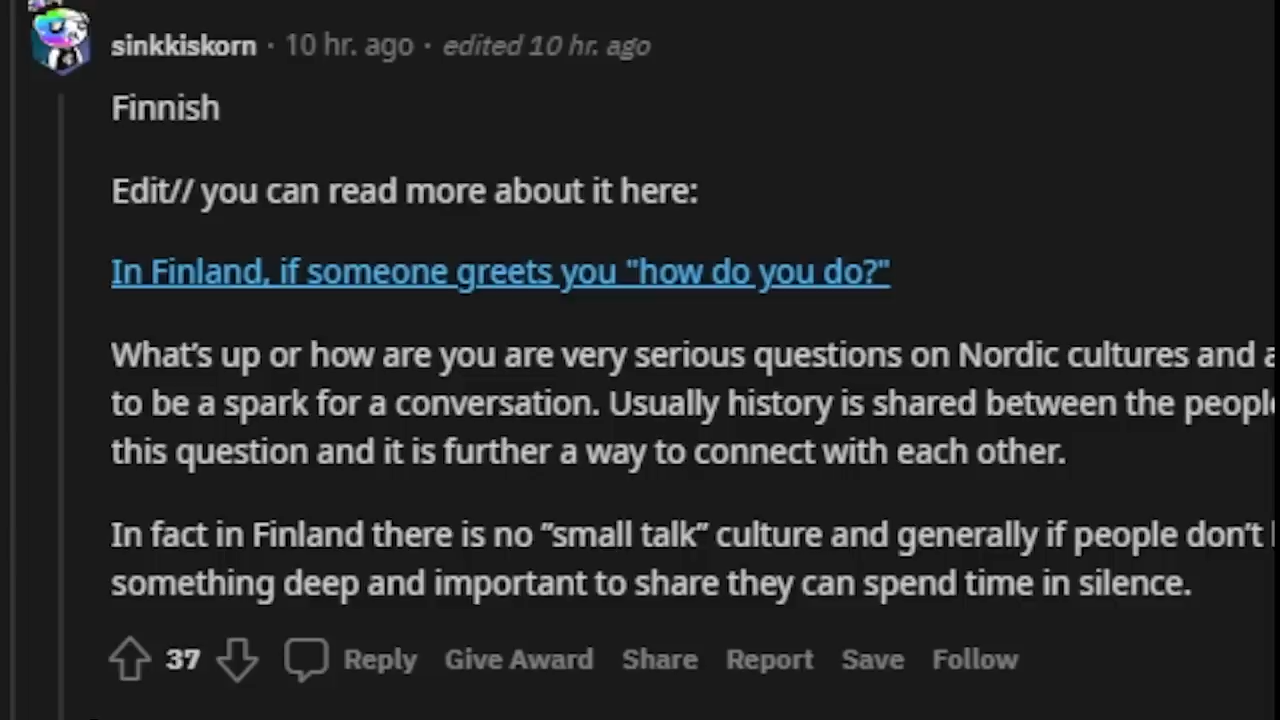 sinkkiskorn · 10 hr. ago · edited 10 hr. ago
Finnish
Edit// you can read more about it here:
In Finland, if someone greets you "how do you do?"
What's up or how are you are very serious questions on Nordic cultures and
to be a spark for a conversation. Usually history is shared between the
this question and it is further a way to connect with each other.
In fact in Finland there is no ”small talk” culture and generally if people don't
something deep and important to share they can spend time in silence.
37 Reply Give Award Share Report Save Follow